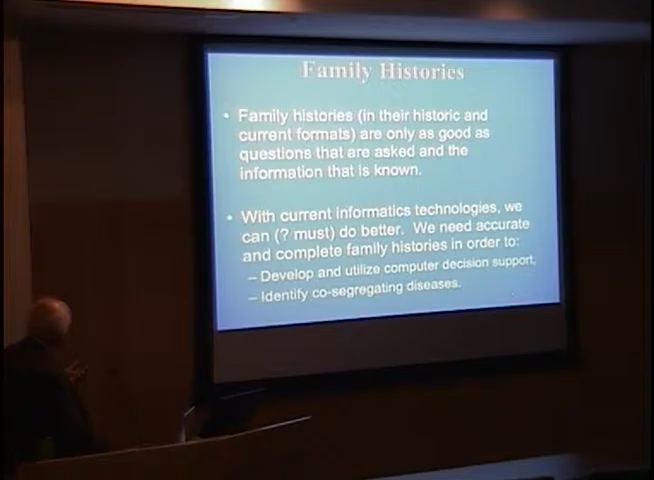 Family Histories
• Family histories (in their historic and
current formats) are only as good as
questions that are asked and the
information that is known.
• With current informatics technologies, we
can (? must) do better. We need accurate
and complete family histories in order to:
– Develop and utilize computer decision support,
– Identify co-segregating diseases.